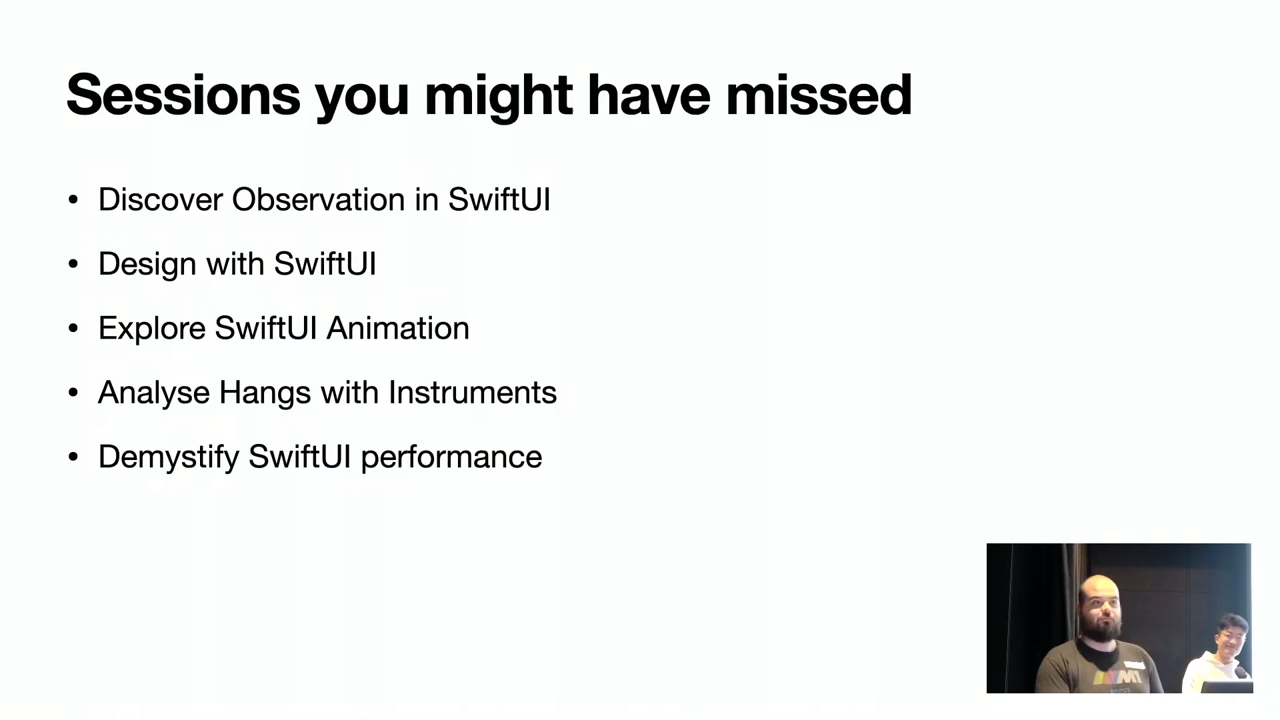 Sessions you might have missed
• Discover Observation in SwiftUI
• Design with SwiftUI
• Explore SwiftUI Animation
• Analyse Hangs with Instruments
• Demystify SwiftUI performance